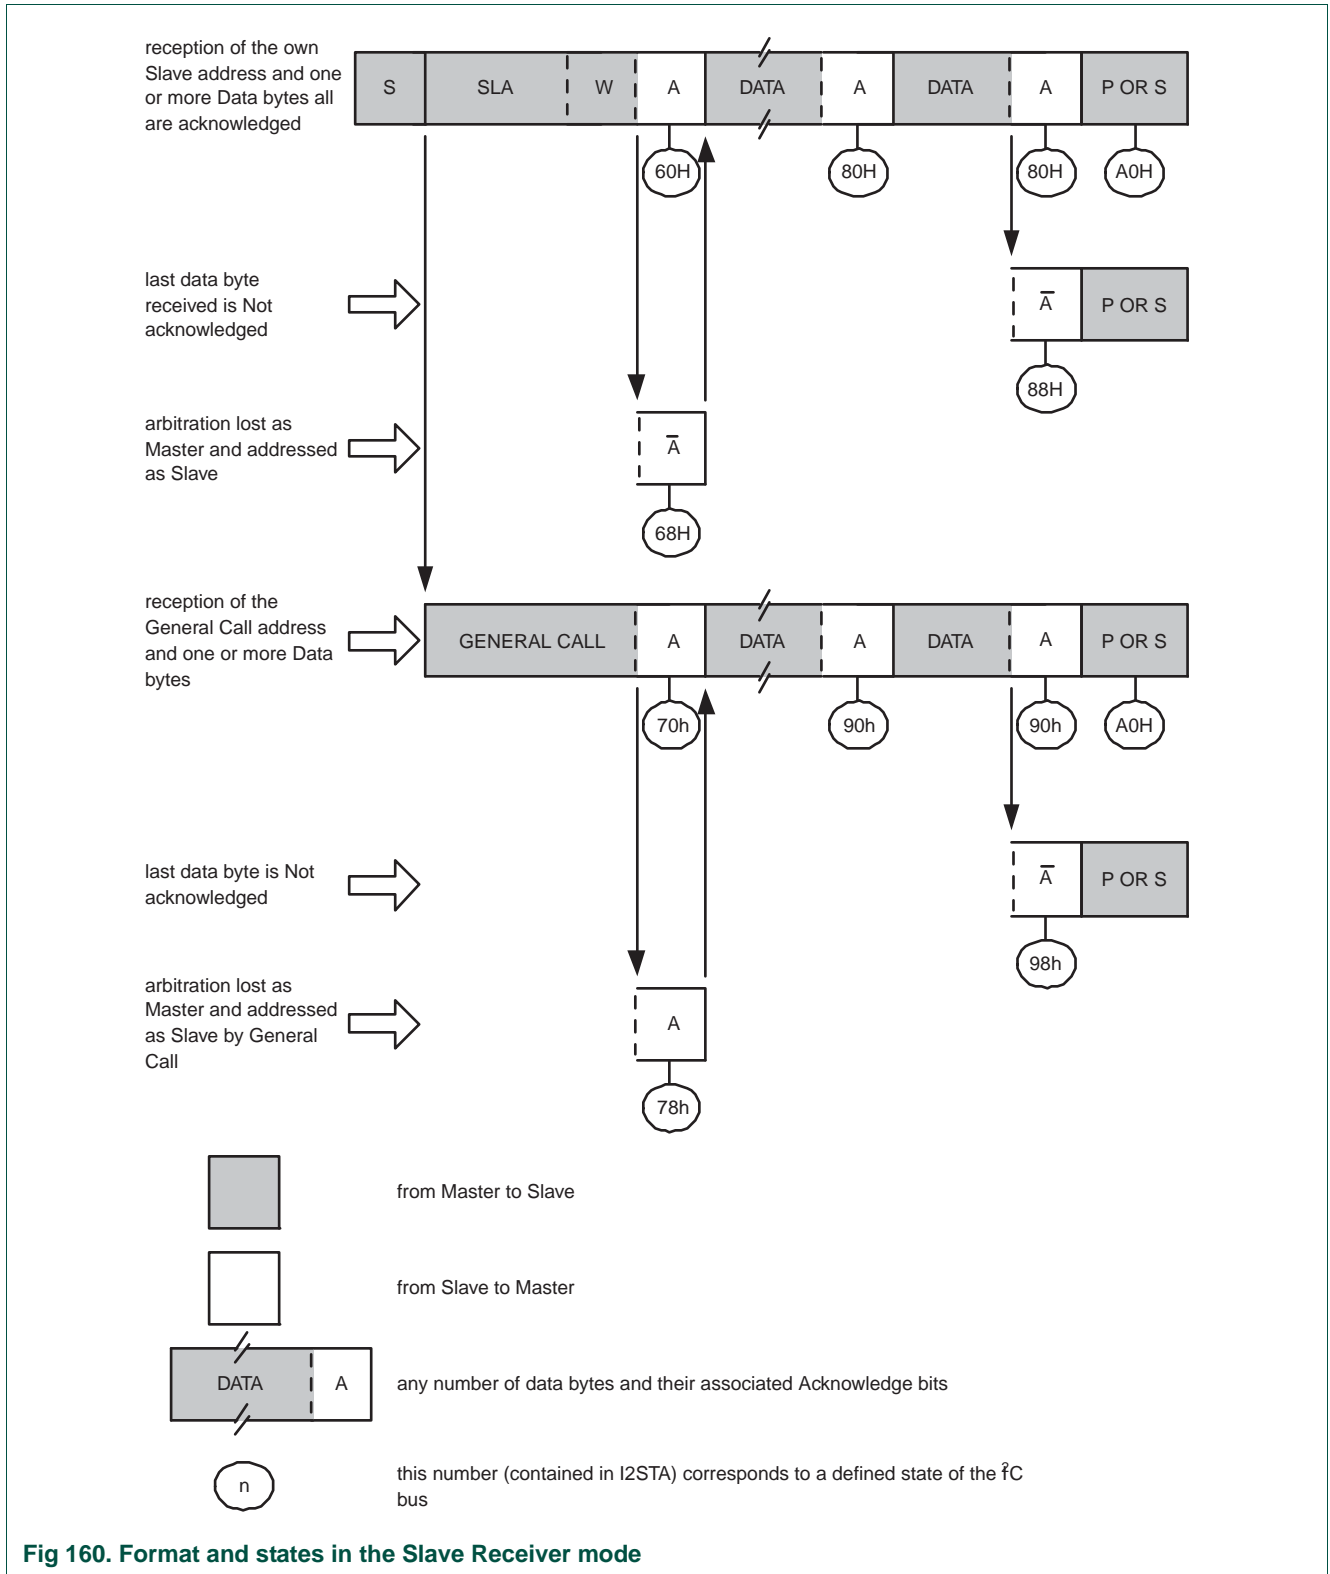 reception of the own
Slave address and one
or more Data bytes all
are acknowledged
S SLA W A DATA A DATA A P OR S
60H 80H 80H A0H
last data byte
received is Not
acknowledged
A̅ P OR S
88H
arbitration lost as
Master and addressed
as Slave
A̅
68H
reception of the
General Call address
and one or more Data
bytes
GENERAL CALL A DATA A DATA A P OR S
70h 90h 90h A0H
last data byte is Not
acknowledged
A̅ P OR S
98h
arbitration lost as
Master and addressed
as Slave by General
Call
A
78h
from Master to Slave
from Slave to Master
DATA A any number of data bytes and their associated Acknowledge bits
n this number (contained in I2STA) corresponds to a defined state of the I²C
bus
Fig 160. Format and states in the Slave Receiver mode